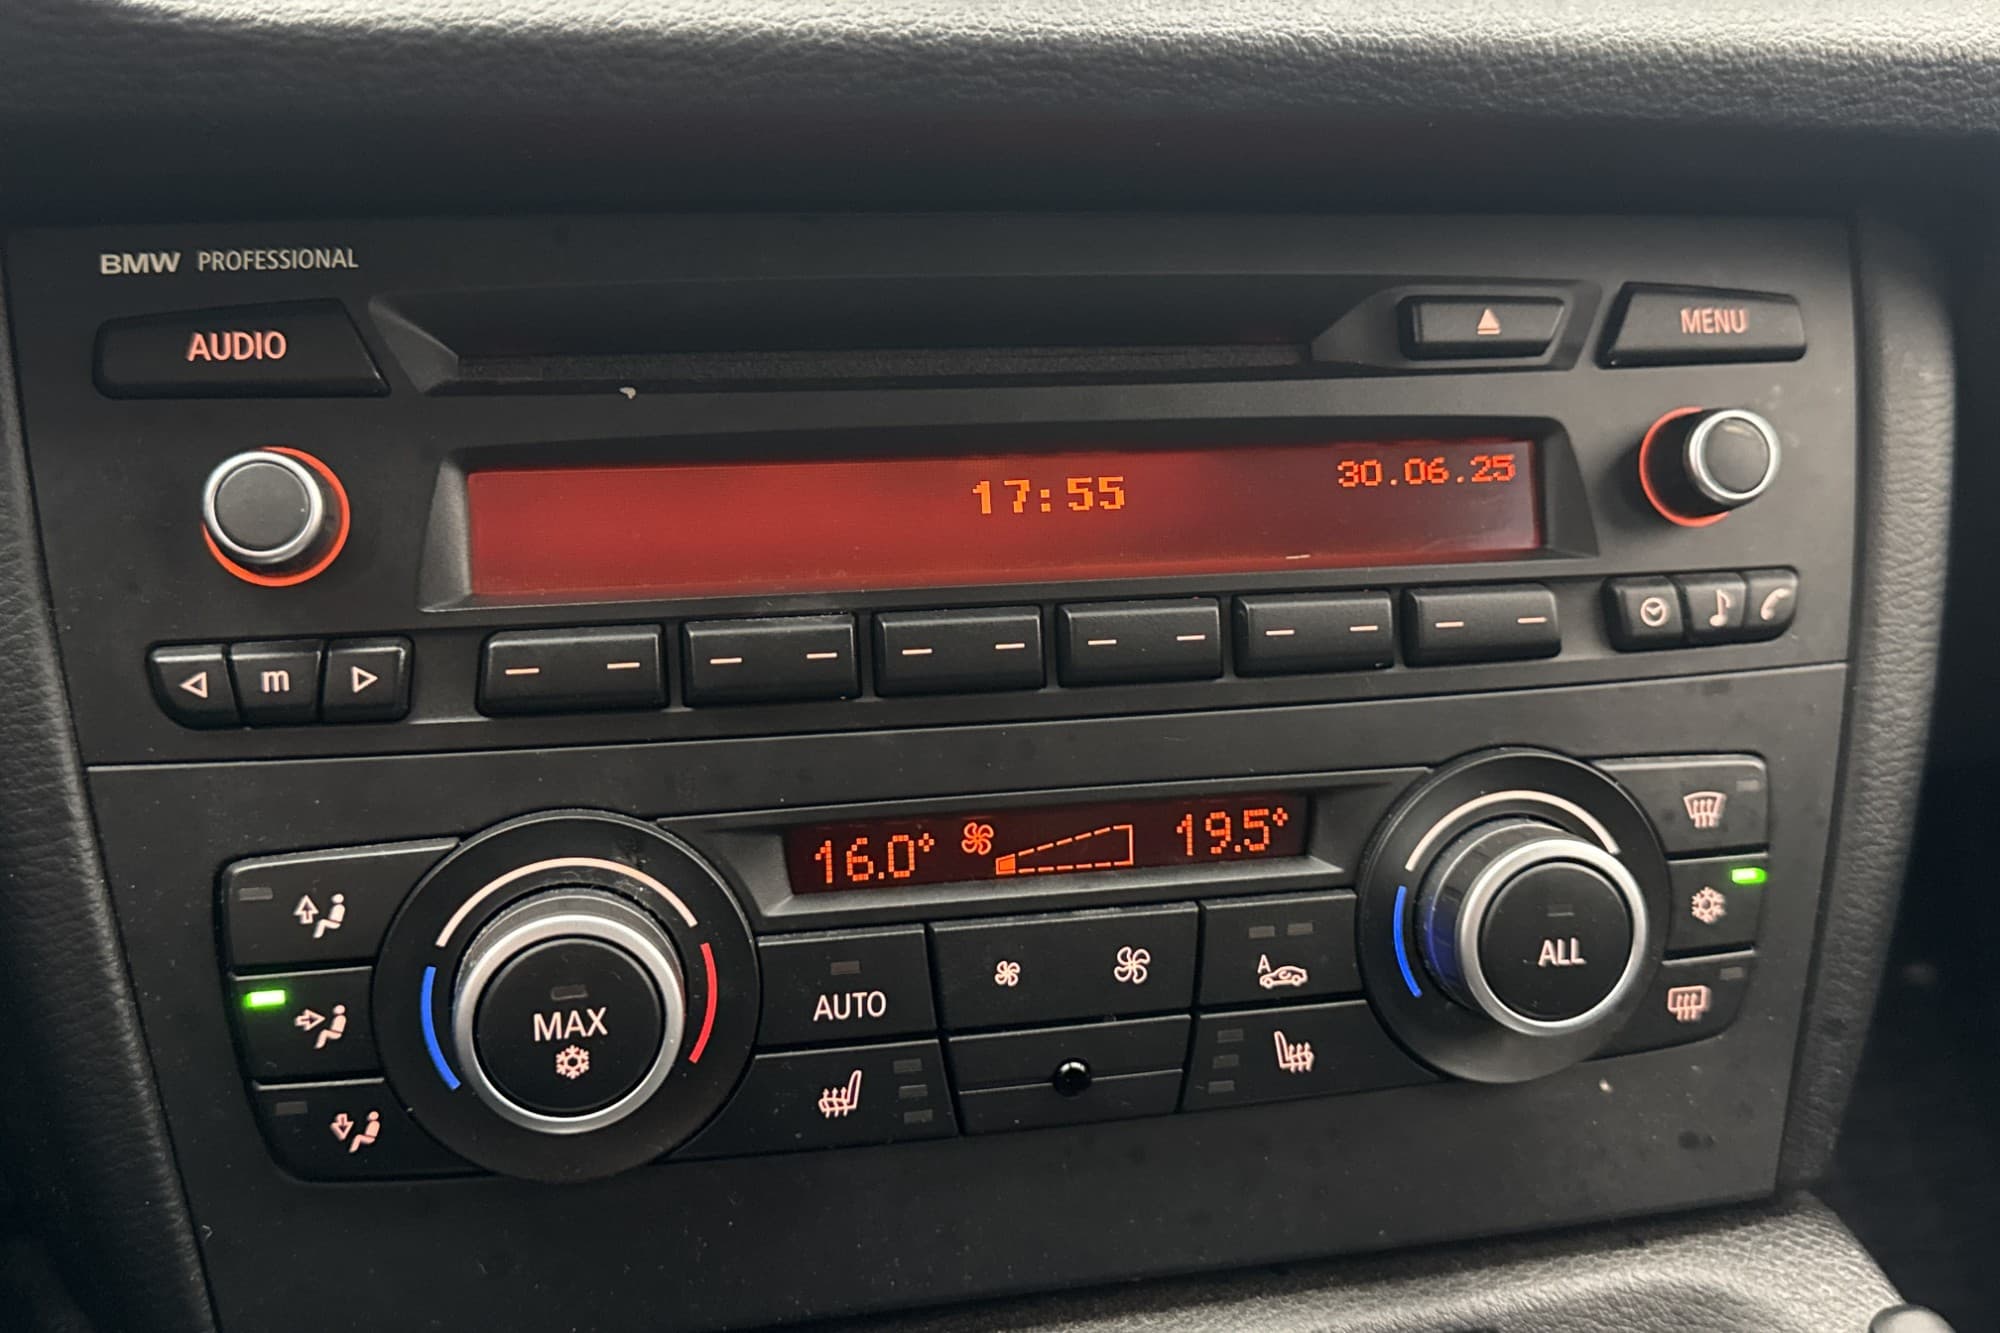 BMW PROFESSIONAL
AUDIO
MENU
17:55
30.06.25
m
16.0°
19.5°
MAX
AUTO
A
ALL